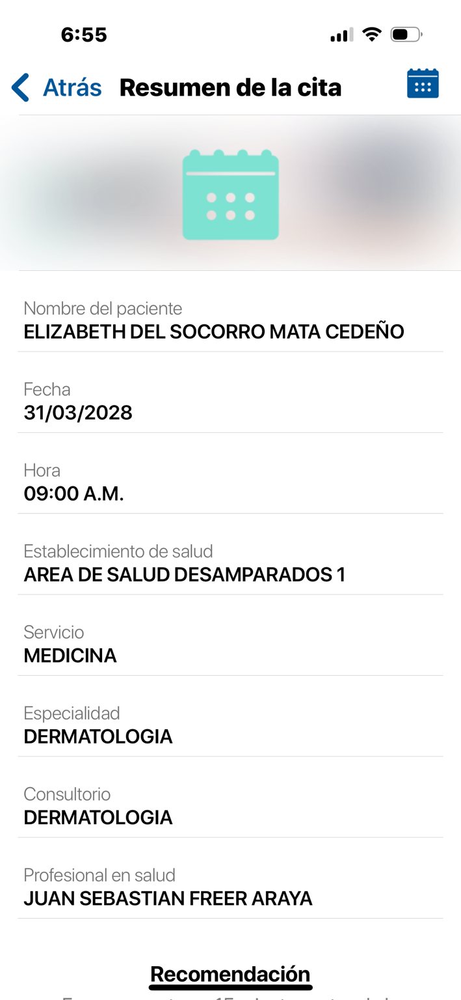 6:55
Atrás Resumen de la cita
Nombre del paciente
ELIZABETH DEL SOCORRO MATA CEDEÑO
Fecha
31/03/2028
Hora
09:00 A.M.
Establecimiento de salud
AREA DE SALUD DESAMPARADOS 1
Servicio
MEDICINA
Especialidad
DERMATOLOGIA
Consultorio
DERMATOLOGIA
Profesional en salud
JUAN SEBASTIAN FREER ARAYA
Recomendación